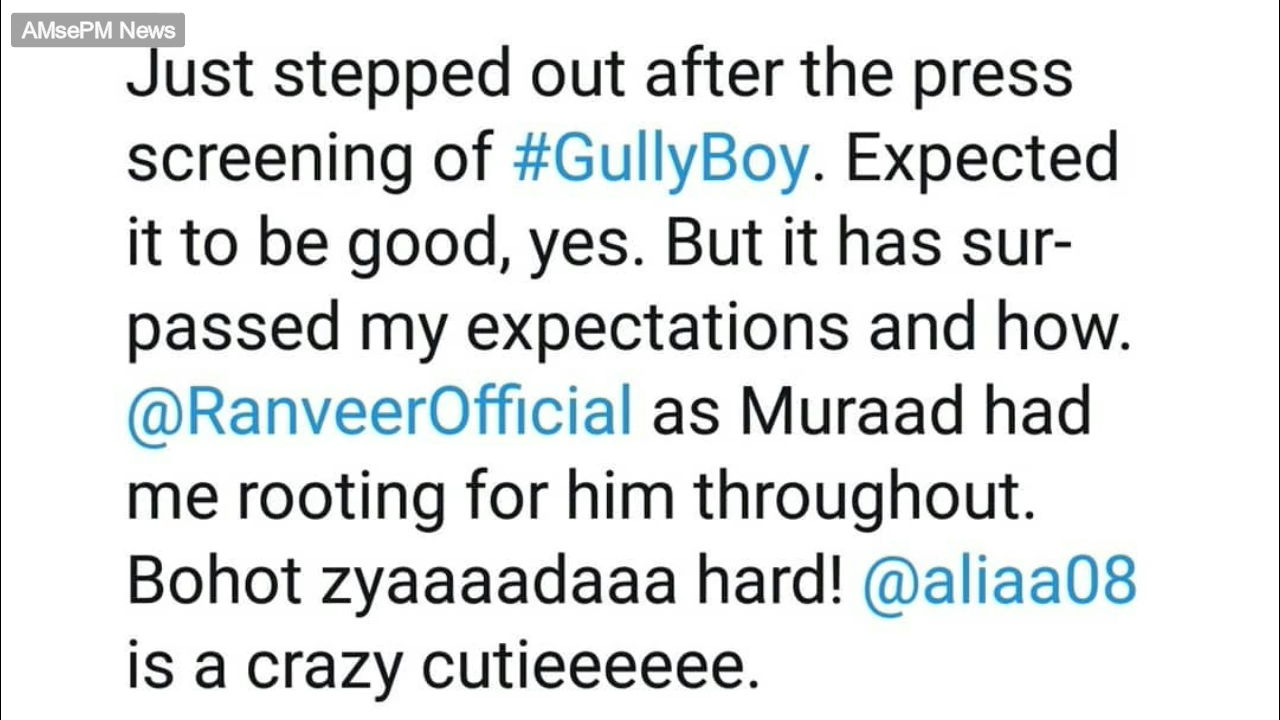 AMsePM News
Just stepped out after the press
screening of #GullyBoy. Expected
it to be good, yes. But it has sur-
passed my expectations and how.
@RanveerOfficial as Muraad had
me rooting for him throughout.
Bohot zyaaaadaaa hard! @aliaa08
is a crazy cutieeeeee.